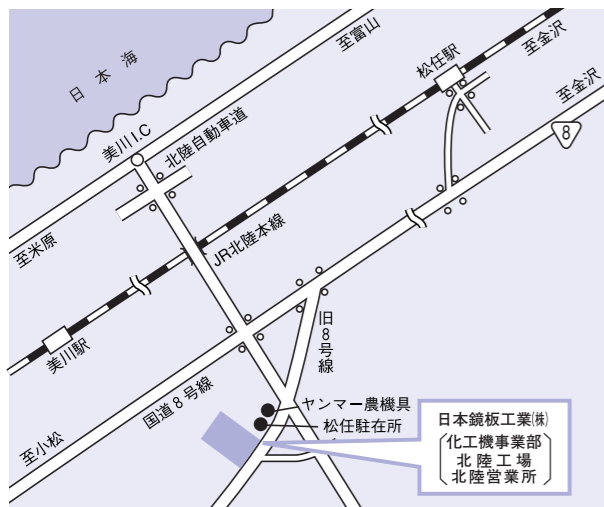 至富山
至金沢
松任駅
至金沢
日本海
8
美川I.C
北陸自動車道
JR北陸本線
至米原
美川駅
旧8号線
国道8号線
至小松
ヤンマー農機具
松任駐在所
日本鏡板工業㈱
化工機事業部
北陸工場
北陸営業所